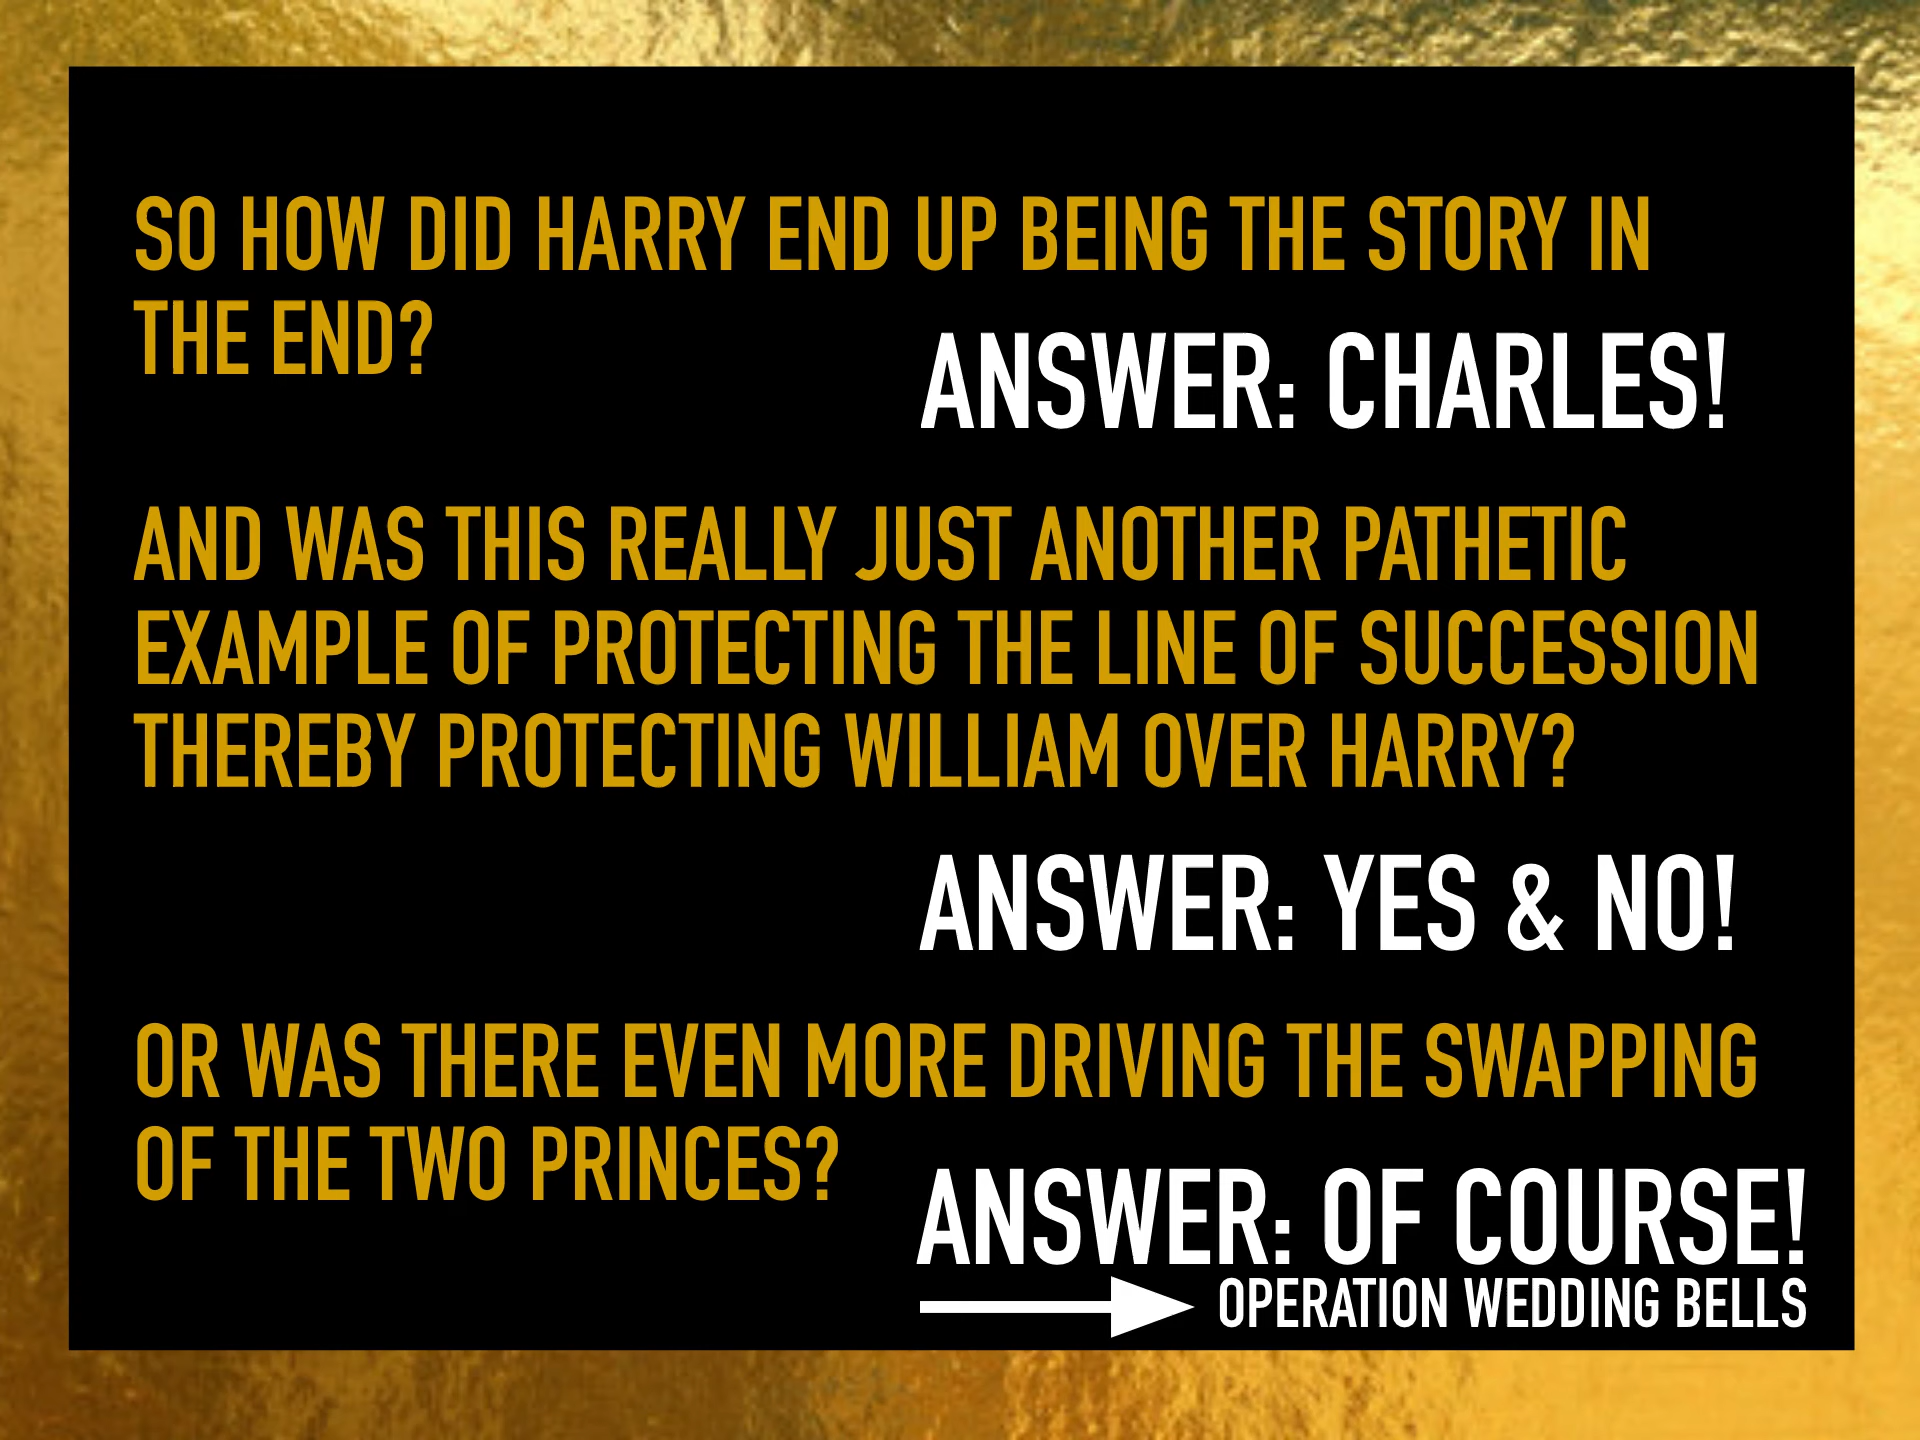 SO HOW DID HARRY END UP BEING THE STORY IN
THE END?
ANSWER: CHARLES!
AND WAS THIS REALLY JUST ANOTHER PATHETIC
EXAMPLE OF PROTECTING THE LINE OF SUCCESSION
THEREBY PROTECTING WILLIAM OVER HARRY?
ANSWER: YES & NO!
OR WAS THERE EVEN MORE DRIVING THE SWAPPING
OF THE TWO PRINCES?
ANSWER: OF COURSE!
OPERATION WEDDING BELLS